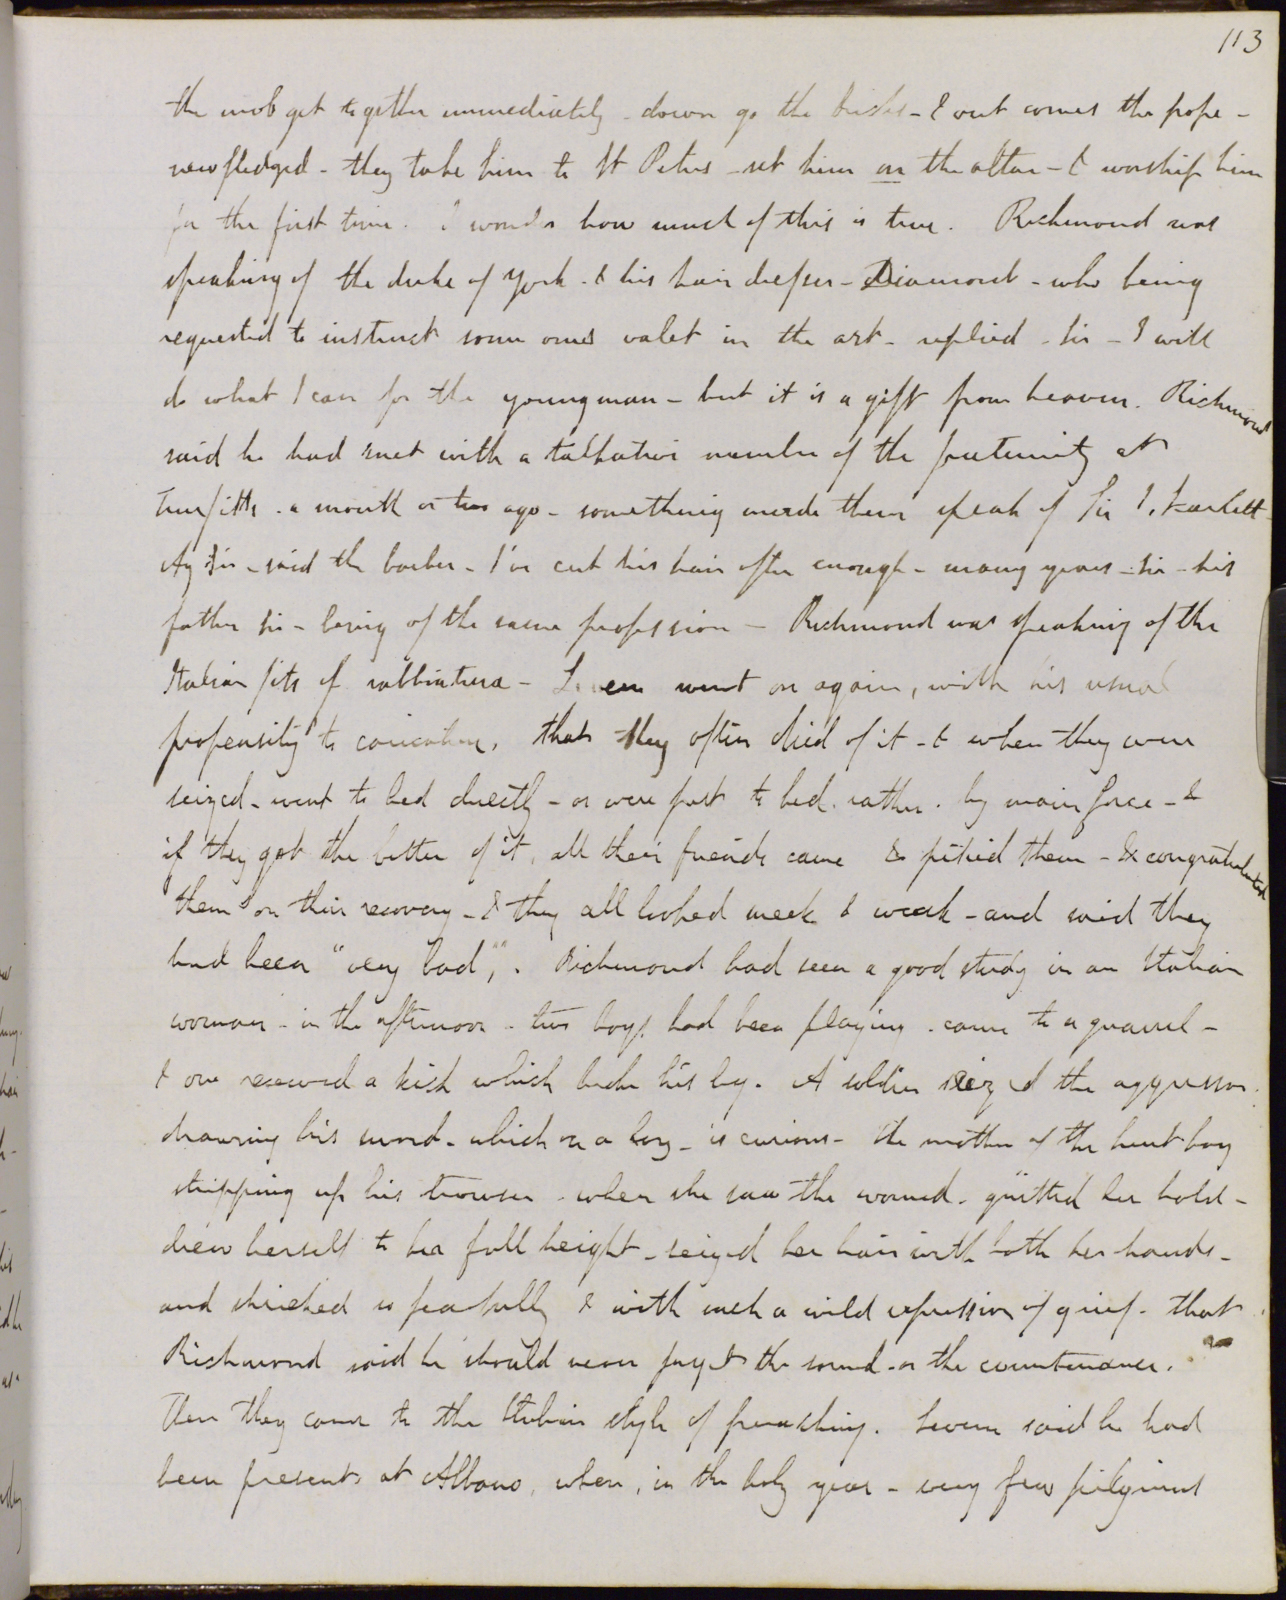 113
the mob get together immediately - down go the bricks - & out comes the pope -
newfledged - they take him to St Peters - set him on the altar - & worship him
for the first time. I wonder how much of this is true. Richmond was
speaking of the duke of York - & his hair dresser - Diamond - who being
requested to instruct some ones valet in the art - replied - Sir - I will
do what I can for the young man - but it is a gift from heaven. Richmond
said he had met with a talkative member of the fraternity at
Truefitts - a month or two ago - something made them speak of Sir J. Scarlett -
Ay Sir - said the barber - I've cut his hair often enough - many years - sir - his
father sir - being of the same profession - Richmond was speaking of the
Italian fits of rabbiatura - Severn went on again, with his usual
propensity to caricature, that they often died of it - & when they were
seized - went to bed directly - or were put to bed rather - by main force - &
if they got the better of it, all their friends came & pitied them - & congratulated
them on their recovery - & they all looked meek & weak - and said they
had been "very bad",. Richmond had seen a good study in an Italian
woman - in the afternoon - two boys had been playing - came to a quarrel -
& one received a kick which broke his leg. A soldier seized the aggressor
drawing his sword - which on a boy - is curious - the mother of the hurt boy
stripping up his trouser - when she saw the wound - quitted her hold -
drew herself to her full height - seized her hair with both her hands -
and shrieked so fearfully & with such a wild expression of grief - that
Richmond said he should never forget the sound - or the countenance.
Then they came to the Italian style of preaching. Severn said he had
been present at Albano, when, in the holy year - very few pilgrims